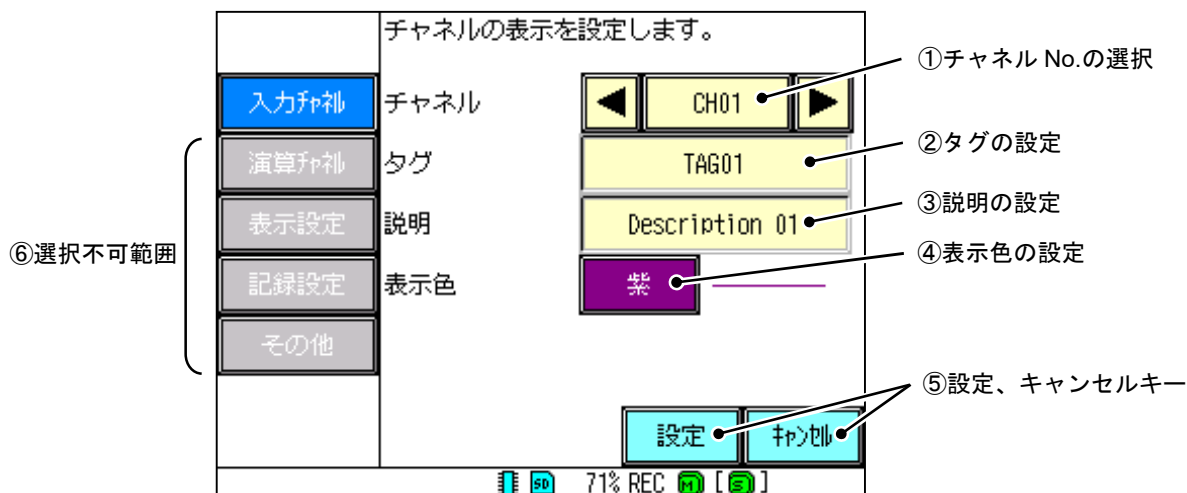 チャネルの表示を設定します。
①チャネル No.の選択
入力ﾁｬﾈﾙ
チャネル
CH01
②タグの設定
演算ﾁｬﾈﾙ
タグ
TAG01
③説明の設定
表示設定
説明
Description 01
⑥選択不可範囲
④表示色の設定
記録設定
表示色
紫
その他
⑤設定、キャンセルキー
設定
ｷｬﾝｾﾙ
SD
71% REC M [S]